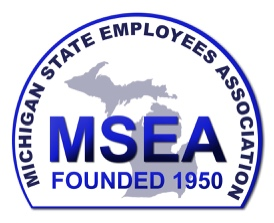 MICHIGAN STATE EMPLOYEES ASSOCIATION
MSEA
FOUNDED 1950